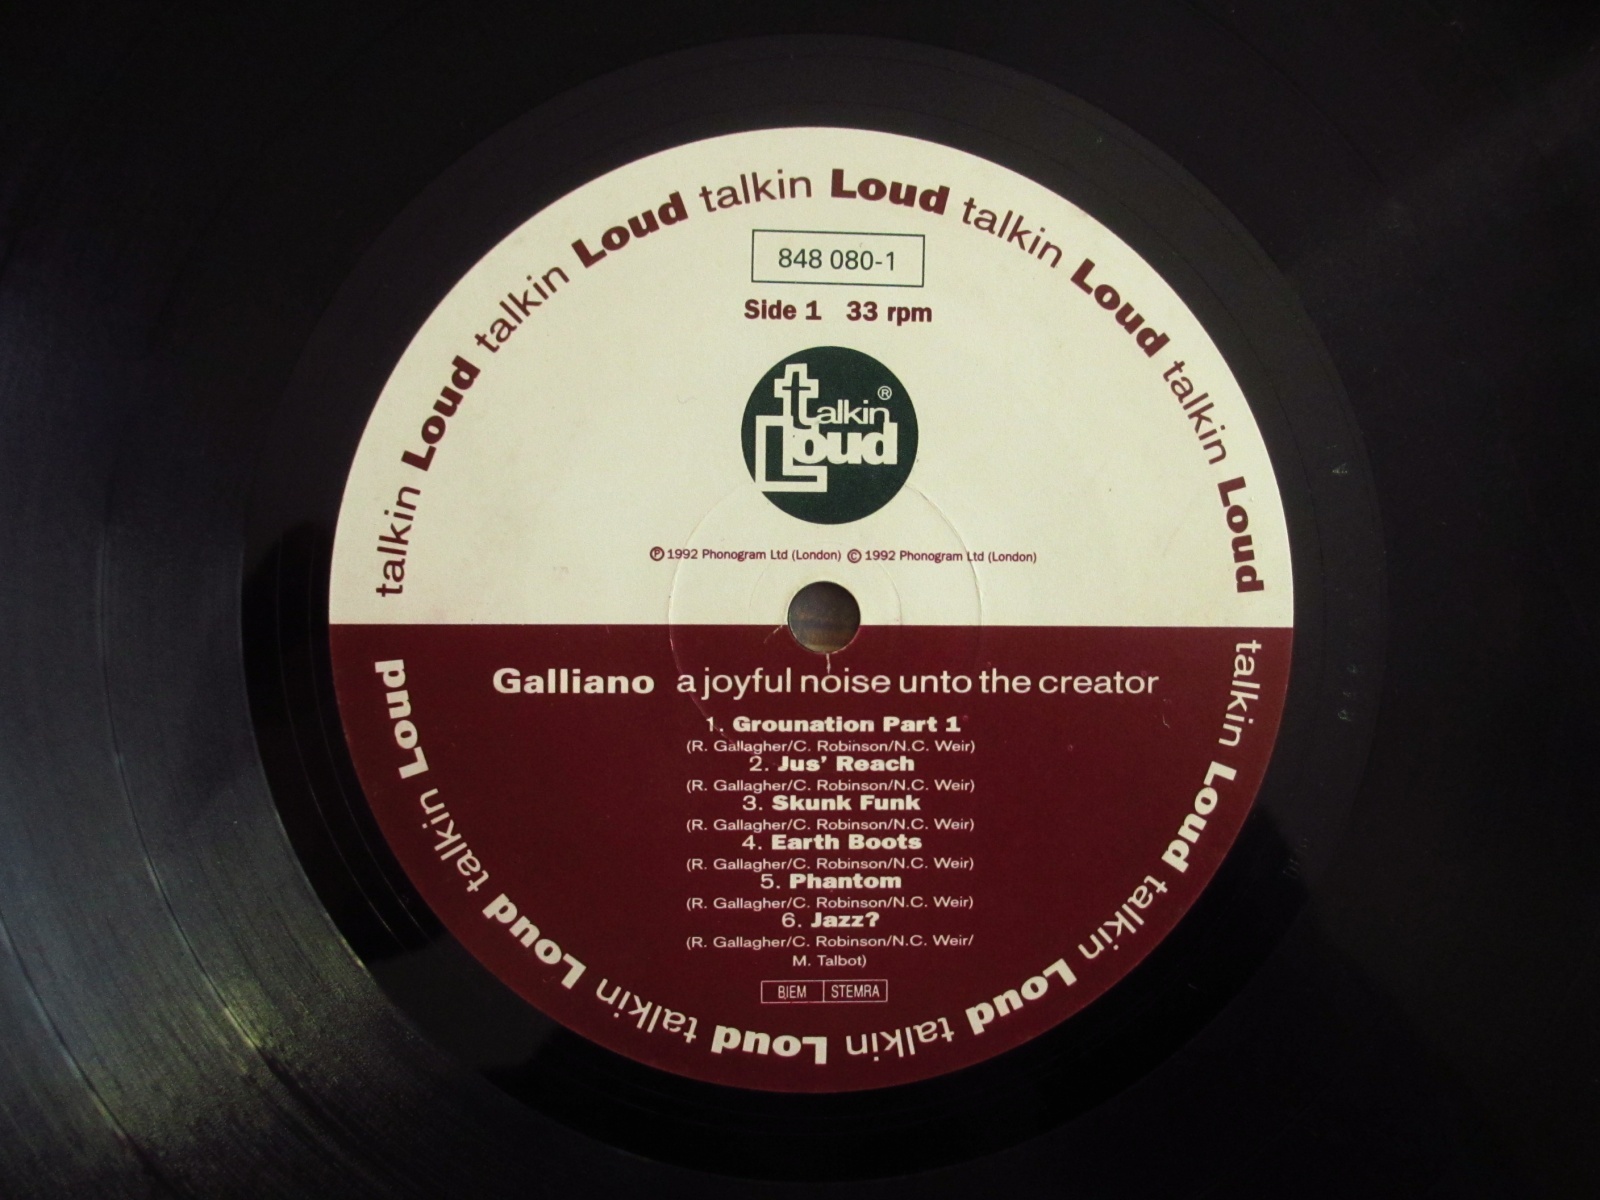 talkin Loud talkin Loud talkin Loud talkin Loud talkin Loud
848 080-1
Side 1 33 rpm
talkin ®
Loud
℗ 1992 Phonogram Ltd (London) © 1992 Phonogram Ltd (London)
Galliano a joyful noise unto the creator
1. Grounation Part 1
(R. Gallagher/C. Robinson/N.C. Weir)
2. Jus' Reach
(R. Gallagher/C. Robinson/N.C. Weir)
3. Skunk Funk
(R. Gallagher/C. Robinson/N.C. Weir)
4. Earth Boots
(R. Gallagher/C. Robinson/N.C. Weir)
5. Phantom
(R. Gallagher/C. Robinson/N.C. Weir)
6. Jazz?
(R. Gallagher/C. Robinson/N.C. Weir/
M. Talbot)
BIEM STEMRA
talkin Loud talkin Loud talkin Loud talkin Loud talkin Loud